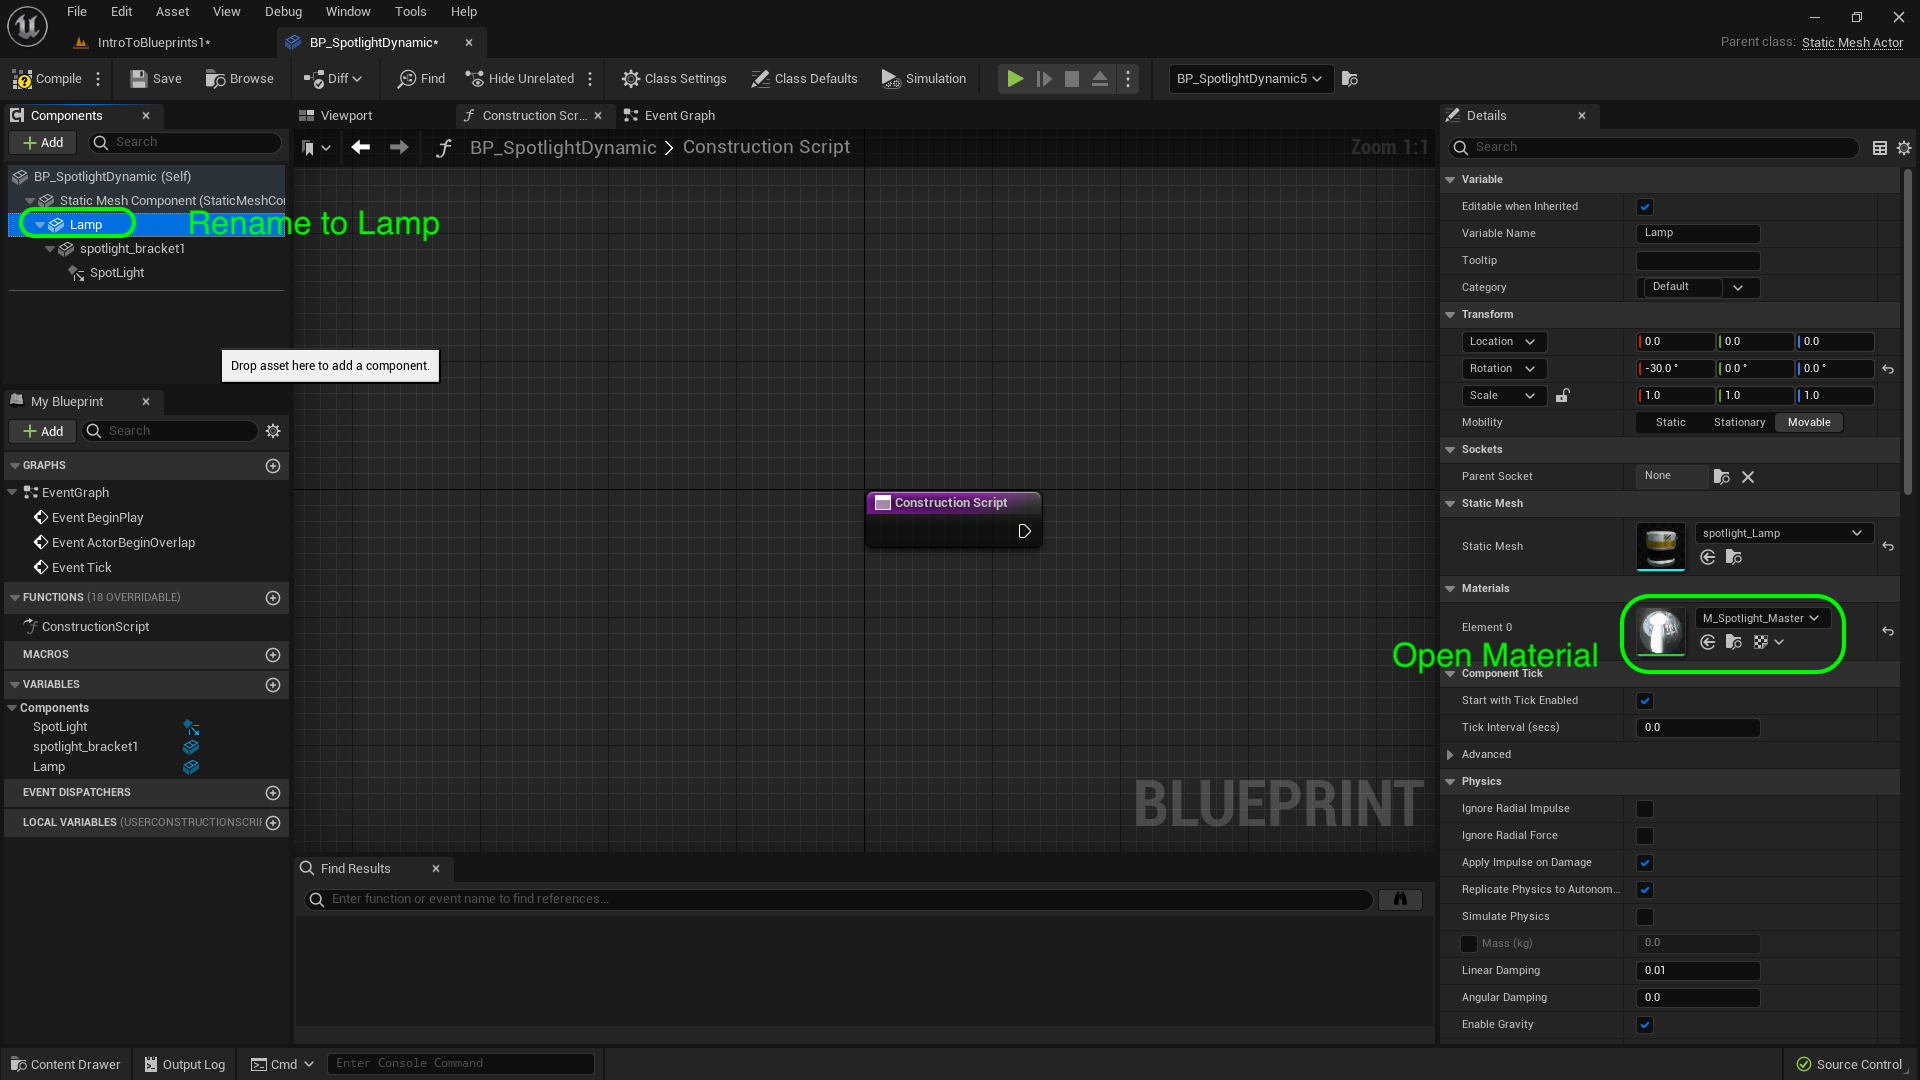 File Edit Asset View Debug Window Tools Help
IntroToBlueprints1*
BP_SpotlightDynamic*
Parent class: Static Mesh Actor
Compile
Save
Browse
Diff
Find
Hide Unrelated
Class Settings
Class Defaults
Simulation
BP_SpotlightDynamic5
Components
Add
Search
BP_SpotlightDynamic (Self)
Static Mesh Component (StaticMeshCo
Lamp
Rename to Lamp
spotlight_bracket1
SpotLight
Drop asset here to add a component.
My Blueprint
Add
Search
GRAPHS
EventGraph
Event BeginPlay
Event ActorBeginOverlap
Event Tick
FUNCTIONS (18 OVERRIDABLE)
ConstructionScript
MACROS
VARIABLES
Components
SpotLight
spotlight_bracket1
Lamp
EVENT DISPATCHERS
LOCAL VARIABLES (USERCONSTRUCTIONSCRIP
Viewport
Construction Scr...
Event Graph
BP_SpotlightDynamic > Construction Script
Zoom 1:1
Construction Script
BLUEPRINT
Find Results
Enter function or event name to find references...
Details
Search
Variable
Editable when Inherited
Variable Name Lamp
Tooltip
Category Default
Transform
Location 0.0 0.0 0.0
Rotation -30.0 ° 0.0 ° 0.0 °
Scale 1.0 1.0 1.0
Mobility Static Stationary Movable
Sockets
Parent Socket None
Static Mesh
Static Mesh spotlight_Lamp
Materials
Element 0 M_Spotlight_Master
Open Material
Component Tick
Start with Tick Enabled
Tick Interval (secs) 0.0
Advanced
Physics
Ignore Radial Impulse
Ignore Radial Force
Apply Impulse on Damage
Replicate Physics to Autonom...
Simulate Physics
Mass (kg) 0.0
Linear Damping 0.01
Angular Damping 0.0
Enable Gravity
Content Drawer
Output Log
Cmd
Enter Console Command
Source Control